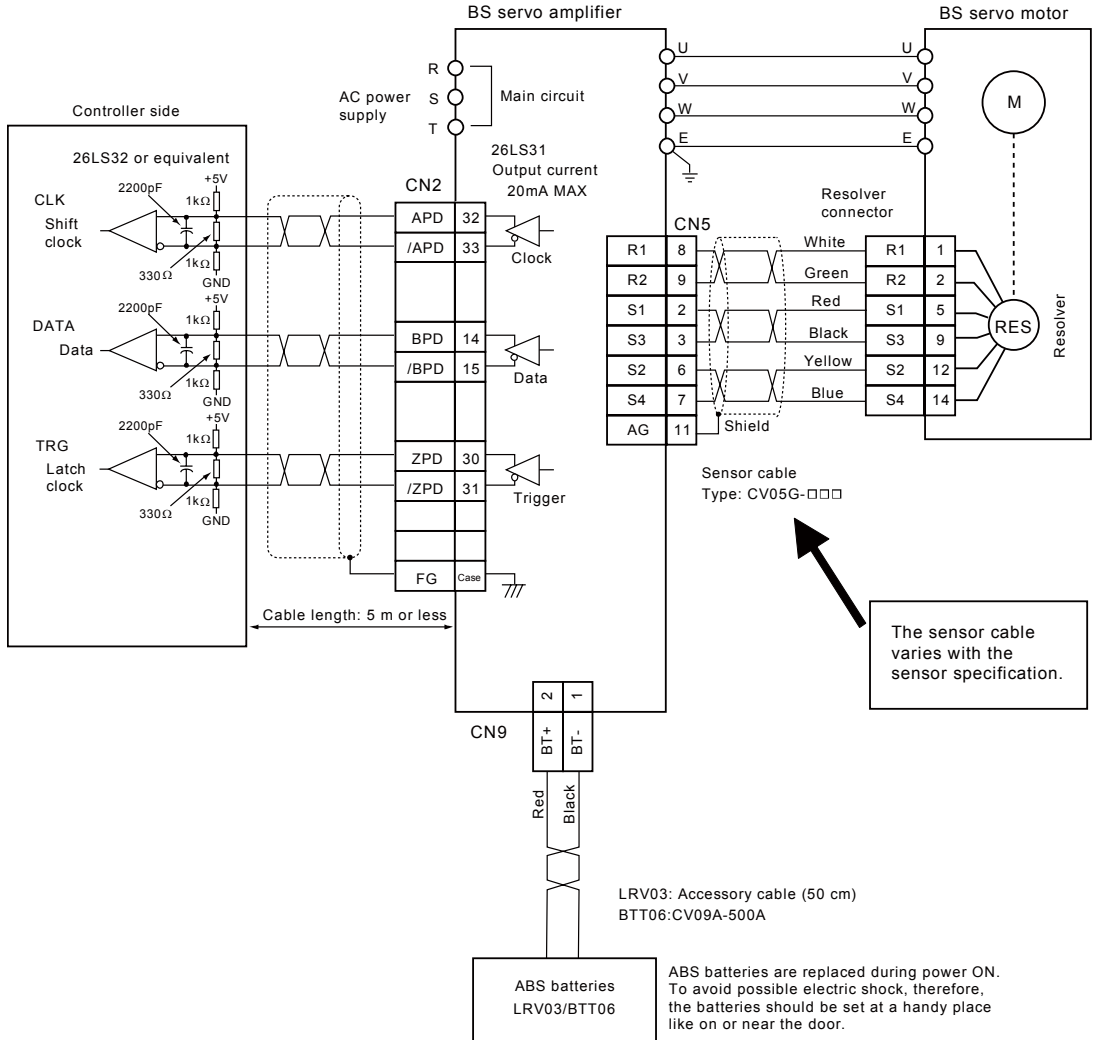 BS servo amplifier
BS servo motor
U
V
W
E
U
V
W
E
M
R
S
T
AC power
supply
Main circuit
Controller side
26LS32 or equivalent
26LS31
Output current
20mA MAX
CN2
CLK
Shift
clock
2200pF
+5V
1kΩ
330Ω
1kΩ
GND
APD 32
/APD 33
Clock
DATA
Data
2200pF
+5V
1kΩ
330Ω
1kΩ
GND
BPD 14
/BPD 15
Data
TRG
Latch
clock
2200pF
+5V
1kΩ
330Ω
1kΩ
GND
ZPD 30
/ZPD 31
Trigger
FG Case
Cable length: 5 m or less
CN5
Resolver
connector
R1 8 White R1 1
R2 9 Green R2 2
S1 2 Red S1 5
S3 3 Black S3 9
S2 6 Yellow S2 12
S4 7 Blue S4 14
AG 11 Shield
RES
Resolver
Sensor cable
Type: CV05G-□□□
The sensor cable
varies with the
sensor specification.
CN9
2 1
BT+ BT-
Red Black
LRV03: Accessory cable (50 cm)
BTT06:CV09A-500A
ABS batteries
LRV03/BTT06
ABS batteries are replaced during power ON.
To avoid possible electric shock, therefore,
the batteries should be set at a handy place
like on or near the door.